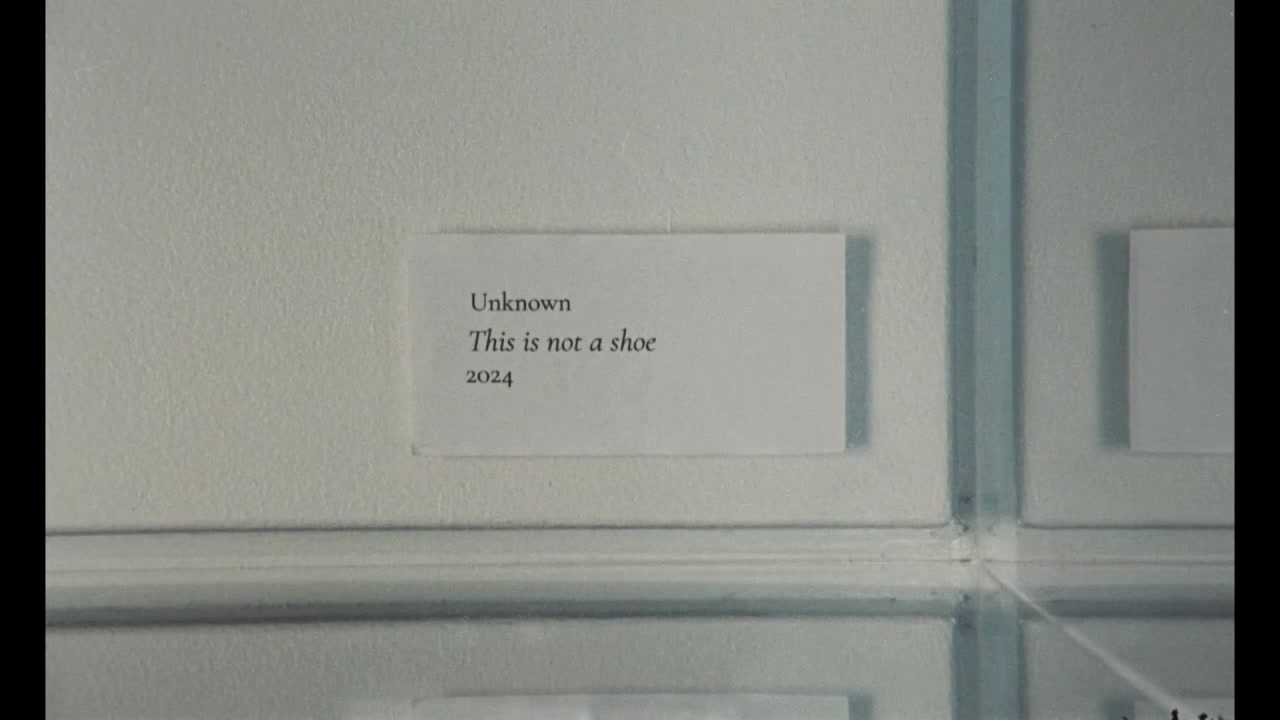 Unknown
This is not a shoe
2024